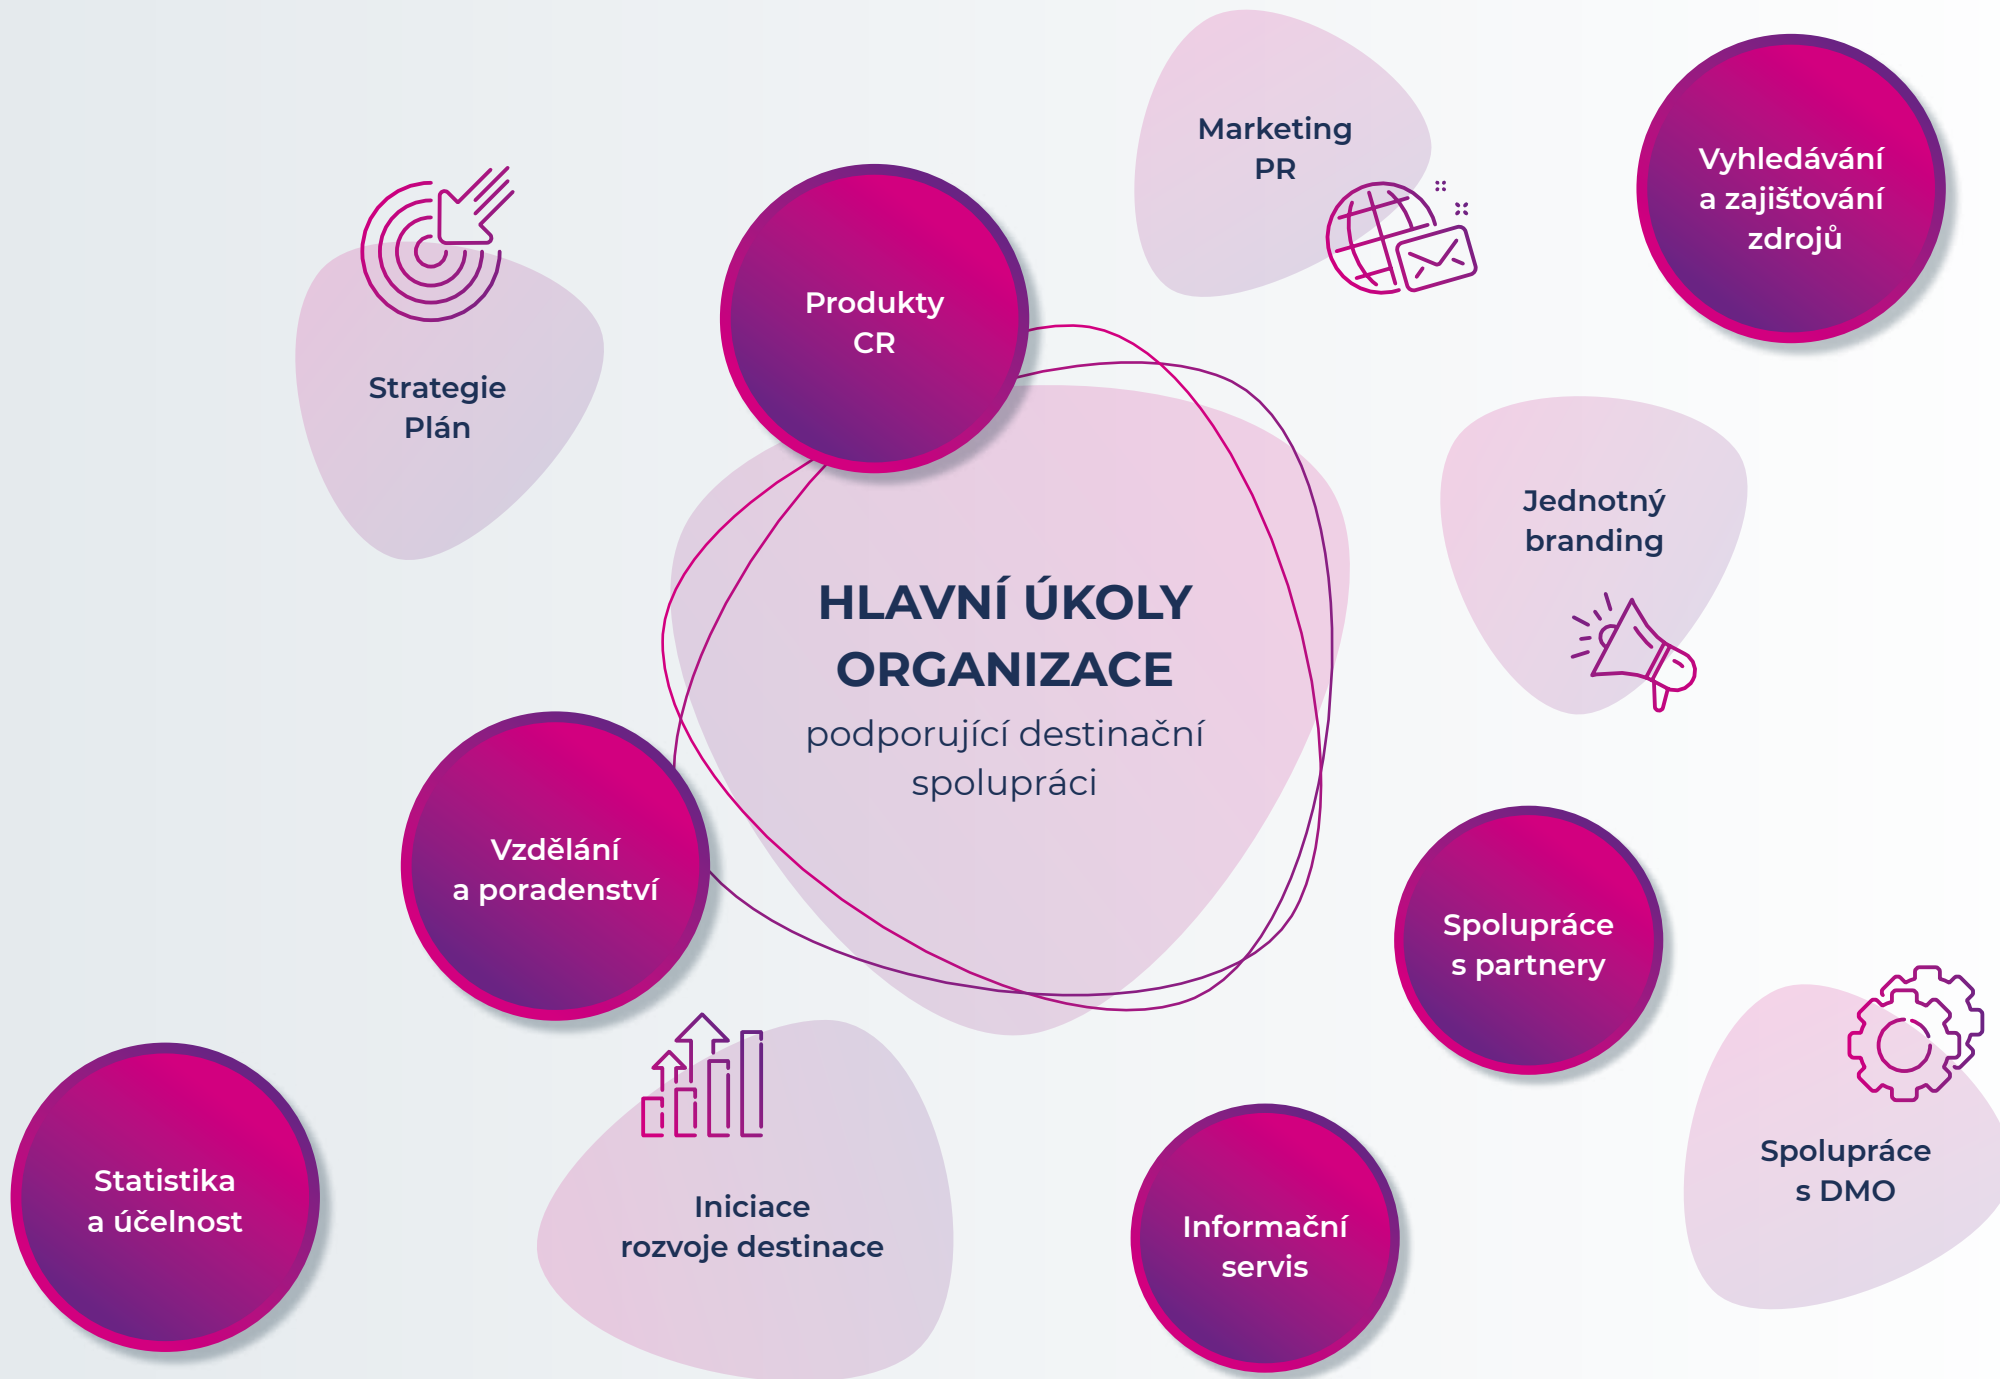 Marketing
PR
Vyhledávání
a zajišťování
zdrojů
Produkty
CR
Strategie
Plán
Jednotný
branding
HLAVNÍ ÚKOLY
ORGANIZACE
podporující destinační
spolupráci
Vzdělání
a poradenství
Spolupráce
s partnery
Spolupráce
s DMO
Statistika
a účelnost
Iniciace
rozvoje destinace
Informační
servis